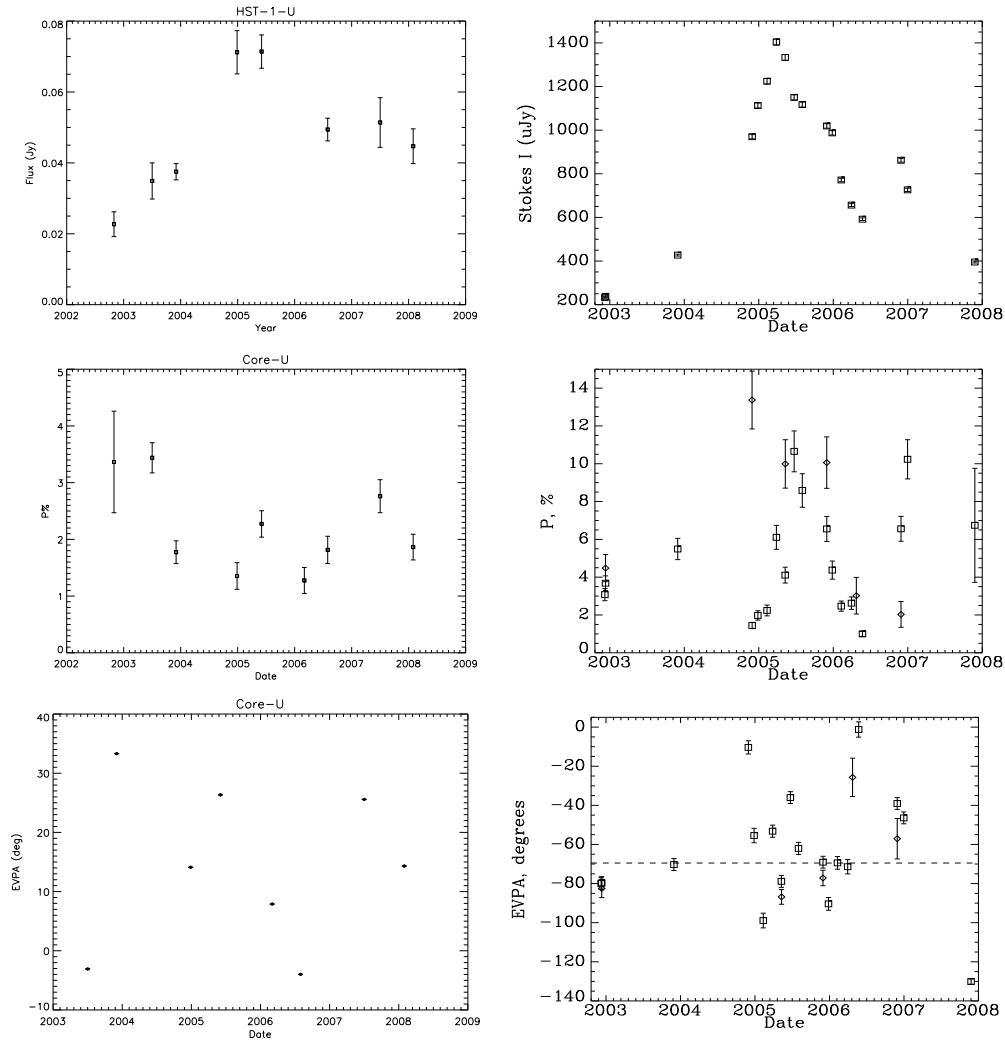 HST-1-U
0.08
0.06
0.04
0.02
0.00
Flux (Jy)
2002 2003 2004 2005 2006 2007 2008 2009
Year
1400
1200
1000
800
600
400
200
Stokes I (uJy)
2003 2004 2005 2006 2007 2008
Date
Core-U
5
4
3
2
1
0
P%
2002 2003 2004 2005 2006 2007 2008 2009
Date
14
12
10
8
6
4
2
0
P, %
2003 2004 2005 2006 2007 2008
Date
Core-U
40
30
20
10
0
-10
EVPA (deg)
2003 2004 2005 2006 2007 2008 2009
Date
0
-20
-40
-60
-80
-100
-120
-140
EVPA, degrees
2003 2004 2005 2006 2007 2008
Date